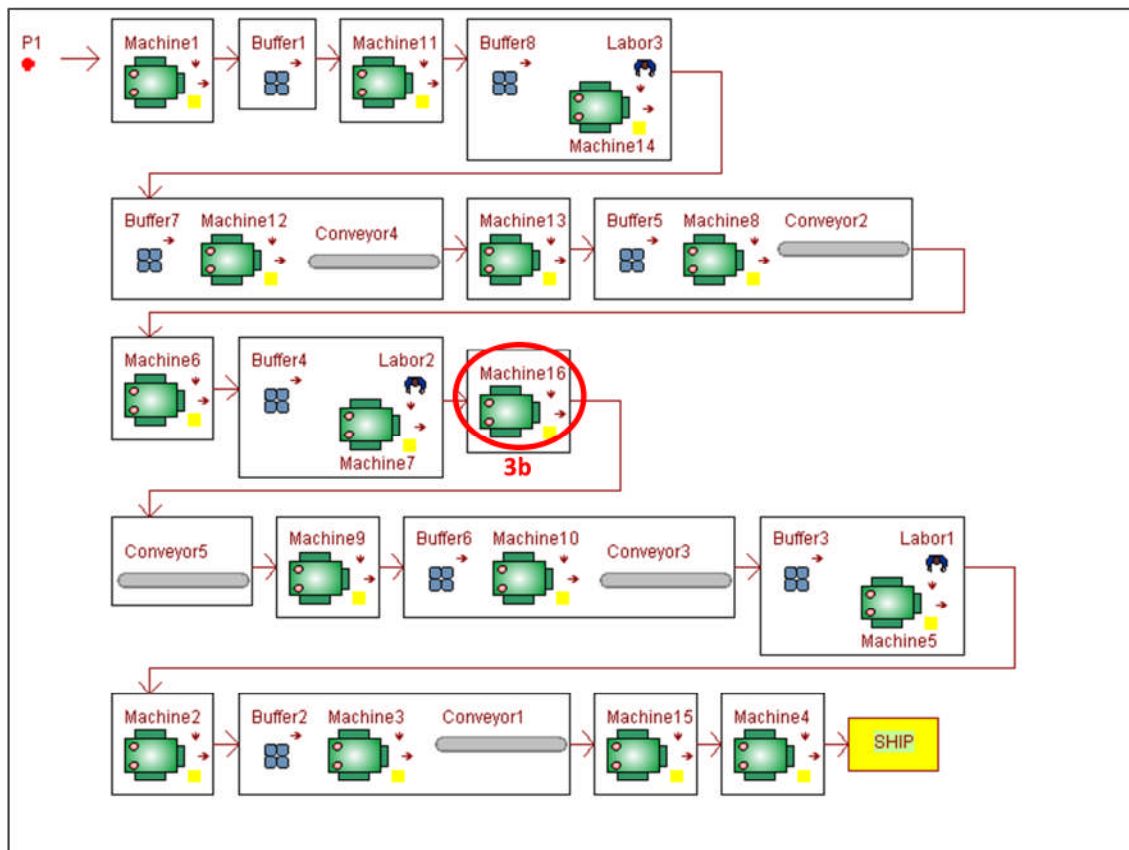 P1
Machine1
Buffer1
Machine11
Buffer8
Labor3
Machine14
Buffer7
Machine12
Conveyor4
Machine13
Buffer5
Machine8
Conveyor2
Machine6
Buffer4
Labor2
Machine7
Machine16
3b
Conveyor5
Machine9
Buffer6
Machine10
Conveyor3
Buffer3
Labor1
Machine5
Machine2
Buffer2
Machine3
Conveyor1
Machine15
Machine4
SHIP